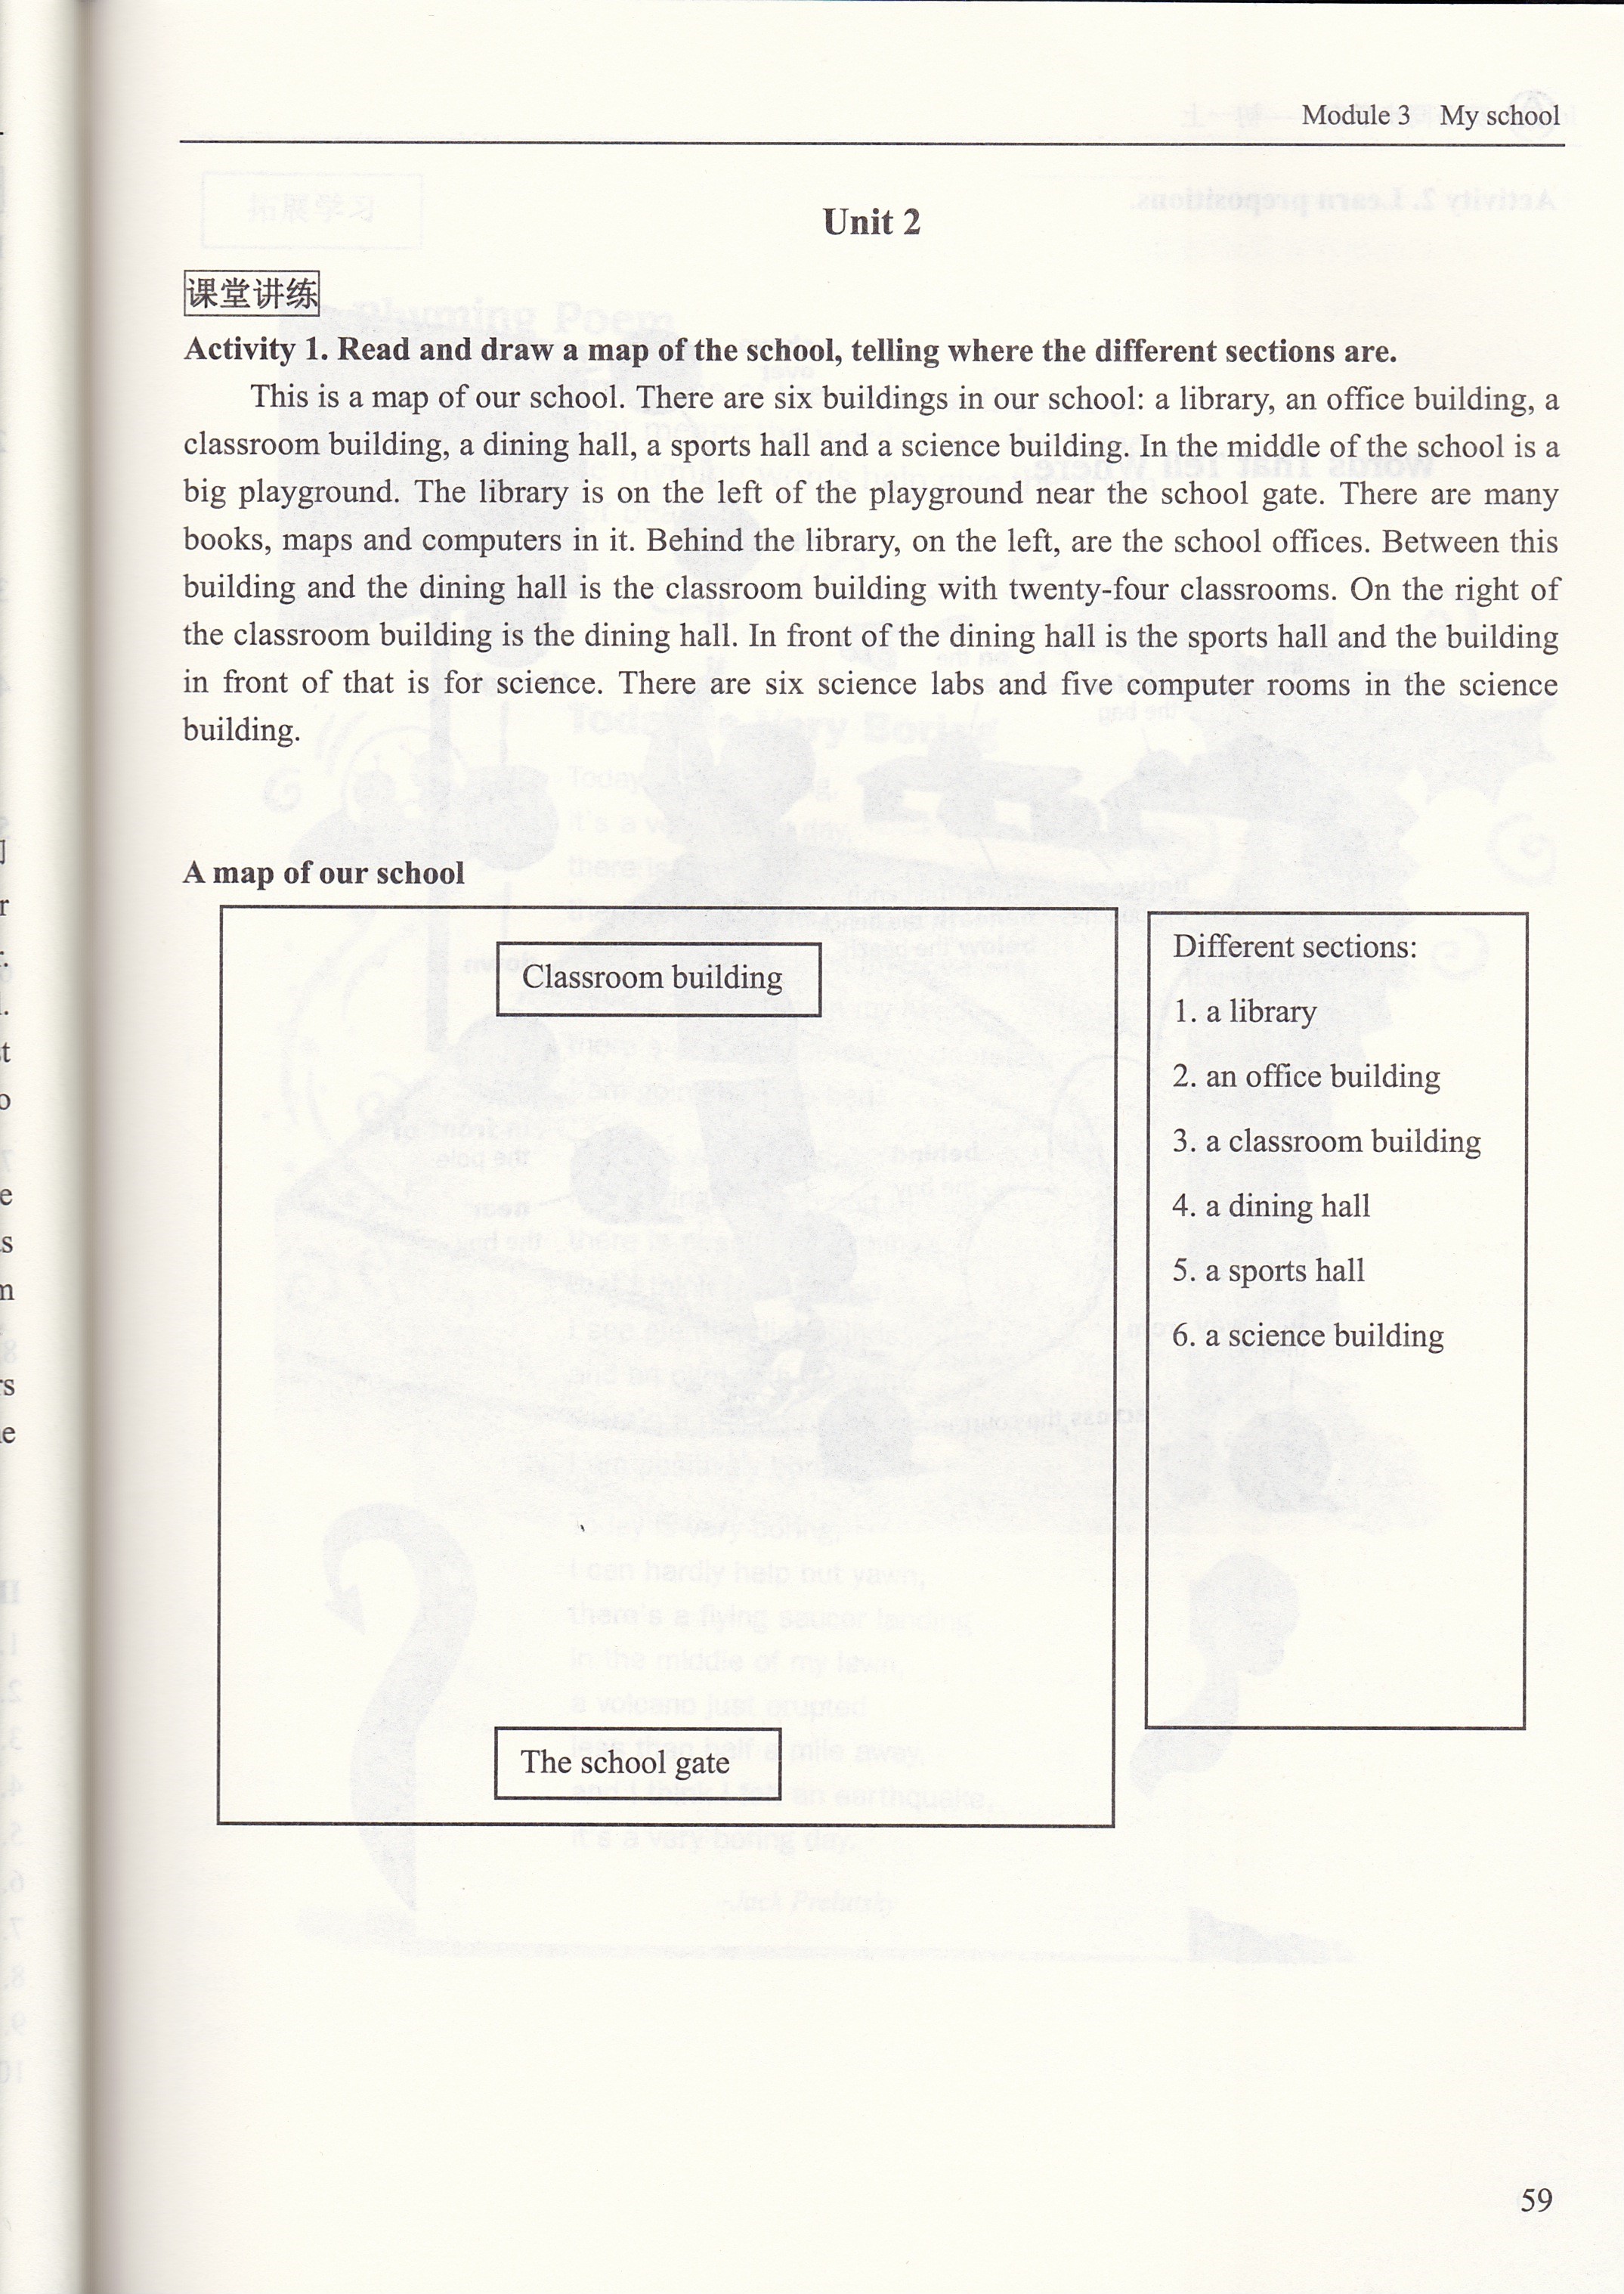 Module 3 My school
Unit 2
课堂讲练
Activity 1. Read and draw a map of the school, telling where the different sections are.
This is a map of our school. There are six buildings in our school: a library, an office building, a
classroom building, a dining hall, a sports hall and a science building. In the middle of the school is a
big playground. The library is on the left of the playground near the school gate. There are many
books, maps and computers in it. Behind the library, on the left, are the school offices. Between this
building and the dining hall is the classroom building with twenty-four classrooms. On the right of
the classroom building is the dining hall. In front of the dining hall is the sports hall and the building
in front of that is for science. There are six science labs and five computer rooms in the science
building.
A map of our school
Classroom building
The school gate
Different sections:
1. a library
2. an office building
3. a classroom building
4. a dining hall
5. a sports hall
6. a science building
59